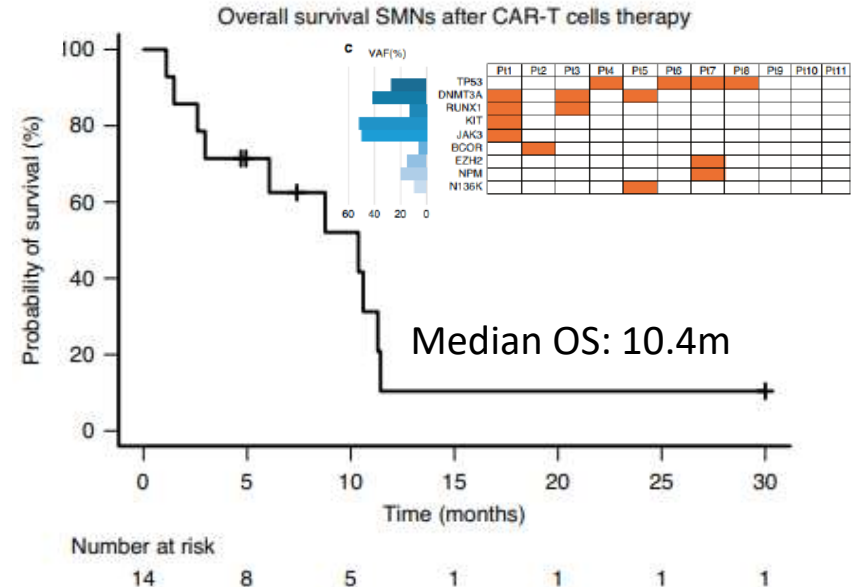 Overall survival SMNs after CAR-T cells therapy
c VAF(%)
Pt1 Pt2 Pt3 Pt4 Pt5 Pt6 Pt7 Pt8 Pt9 Pt10 Pt11
TP53
DNMT3A
RUNX1
KIT
JAK3
BCOR
EZH2
NPM
N136K
60 40 20 0
Probability of survival (%)
100
80
60
40
20
0
Median OS: 10.4m
0 5 10 15 20 25 30
Time (months)
Number at risk
14 8 5 1 1 1 1